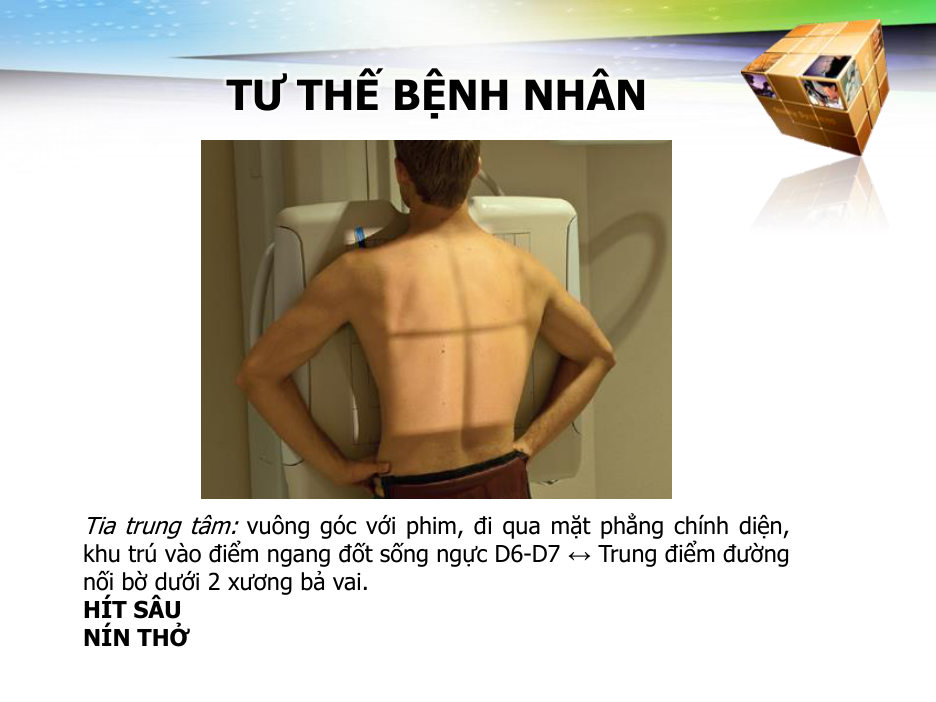 TƯ THẾ BỆNH NHÂN
Tia trung tâm: vuông góc với phim, đi qua mặt phẳng chính diện,
khu trú vào điểm ngang đốt sống ngực D6-D7 ↔ Trung điểm đường
nối bờ dưới 2 xương bả vai.
HÍT SÂU
NÍN THỞ